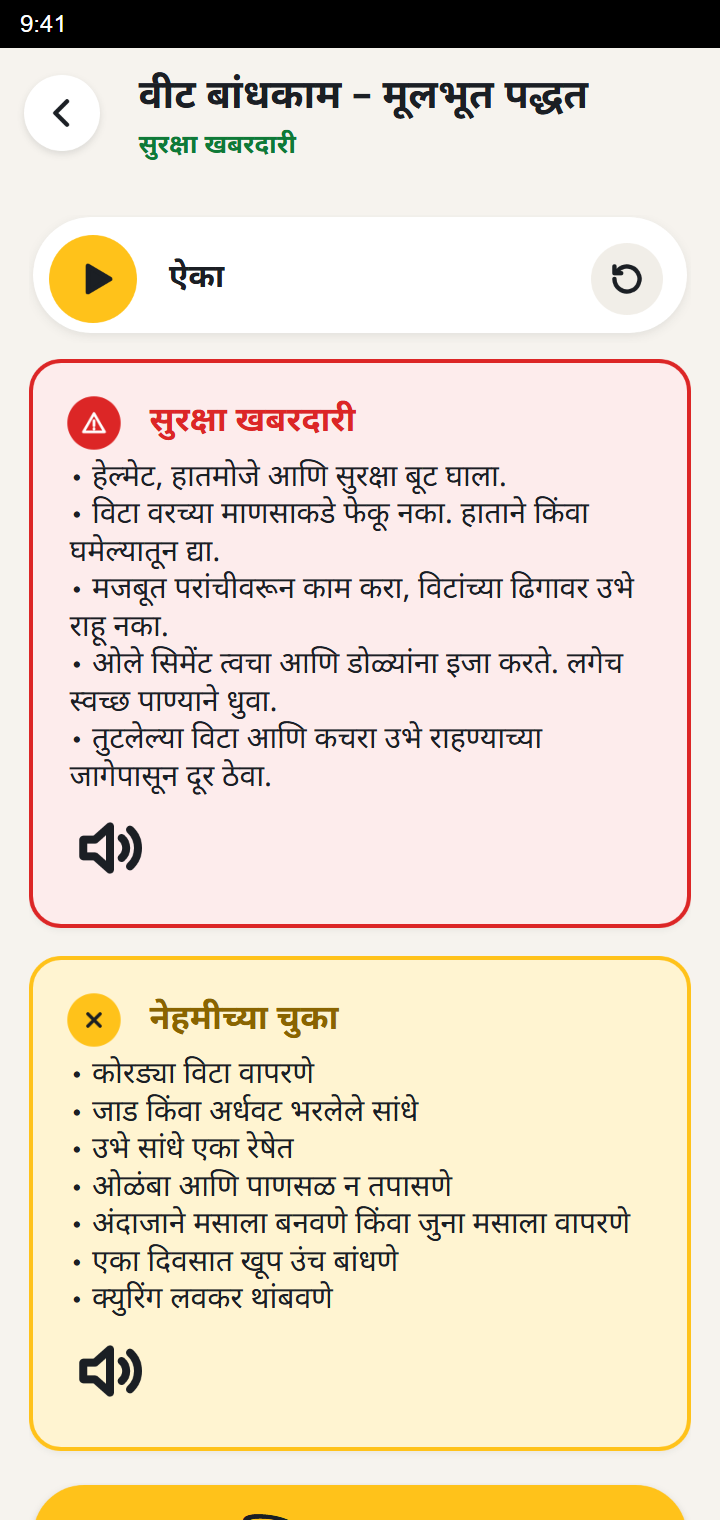 9:41
वीट बांधकाम – मूलभूत पद्धत
सुरक्षा खबरदारी
ऐका
सुरक्षा खबरदारी
• हेल्मेट, हातमोजे आणि सुरक्षा बूट घाला.
• विटा वरच्या माणसाकडे फेकू नका. हाताने किंवा
घमेल्यातून द्या.
• मजबूत परांचीवरून काम करा, विटांच्या ढिगावर उभे
राहू नका.
• ओले सिमेंट त्वचा आणि डोळ्यांना इजा करते. लगेच
स्वच्छ पाण्याने धुवा.
• तुटलेल्या विटा आणि कचरा उभे राहण्याच्या
जागेपासून दूर ठेवा.
नेहमीच्या चुका
• कोरड्या विटा वापरणे
• जाड किंवा अर्धवट भरलेले सांधे
• उभे सांधे एका रेषेत
• ओळंबा आणि पाणसळ न तपासणे
• अंदाजाने मसाला बनवणे किंवा जुना मसाला वापरणे
• एका दिवसात खूप उंच बांधणे
• क्युरिंग लवकर थांबवणे